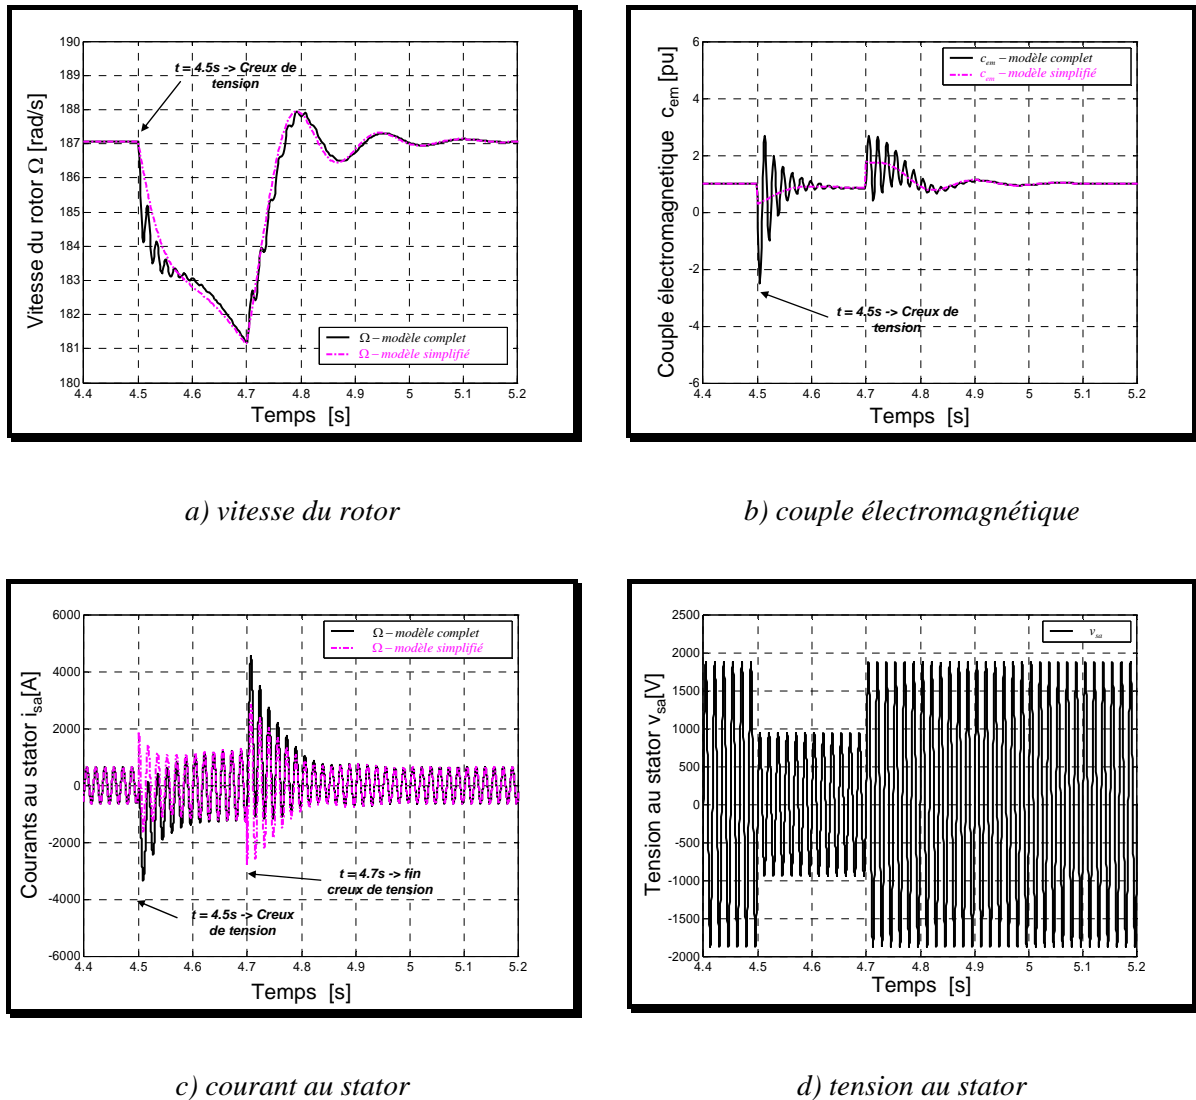 190
189
188
187
186
185
184
183
182
181
180
4.4 4.5 4.6 4.7 4.8 4.9 5 5.1 5.2
Vitesse du rotor Ω [rad/s]
Temps [s]
t = 4.5s -> Creux de
tension
Ω – modèle complet
Ω – modèle simplifié
a) vitesse du rotor
6
4
2
0
-2
-4
-6
4.4 4.5 4.6 4.7 4.8 4.9 5 5.1 5.2
Couple électromagnetique c_em [pu]
Temps [s]
c_em – modèle complet
c_em – modèle simplifié
t = 4.5s -> Creux de
tension
b) couple électromagnétique
6000
4000
2000
0
-2000
-4000
-6000
4.4 4.5 4.6 4.7 4.8 4.9 5 5.1 5.2
Courants au stator i_sa[A]
Temps [s]
Ω – modèle complet
Ω – modèle simplifié
t = 4.7s -> fin
creux de tension
t = 4.5s -> Creux
de tension
c) courant au stator
2500
2000
1500
1000
500
0
-500
-1000
-1500
-2000
4.4 4.5 4.6 4.7 4.8 4.9 5 5.1 5.2
Tension au stator v_sa[V]
Temps [s]
v_sa
d) tension au stator